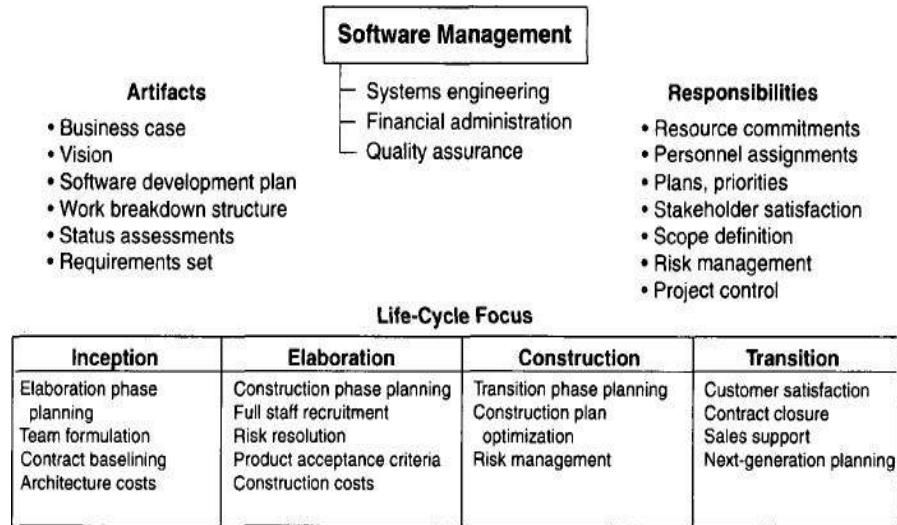 Software Management
Systems engineering
Financial administration
Quality assurance
Artifacts
• Business case
• Vision
• Software development plan
• Work breakdown structure
• Status assessments
• Requirements set
Responsibilities
• Resource commitments
• Personnel assignments
• Plans, priorities
• Stakeholder satisfaction
• Scope definition
• Risk management
• Project control
Life-Cycle Focus
Inception
Elaboration phase
planning
Team formulation
Contract baselining
Architecture costs
Elaboration
Construction phase planning
Full staff recruitment
Risk resolution
Product acceptance criteria
Construction costs
Construction
Transition phase planning
Construction plan
optimization
Risk management
Transition
Customer satisfaction
Contract closure
Sales support
Next-generation planning